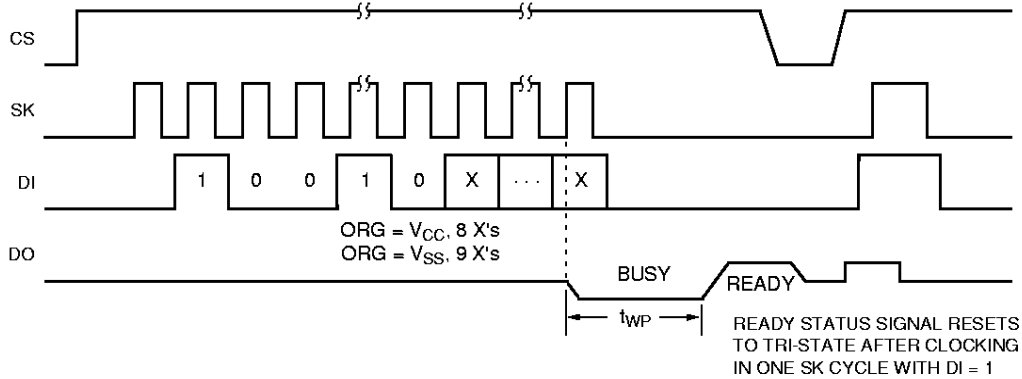 CS
SK
DI 1 0 0 1 0 X ... X
ORG = VCC, 8 X's
ORG = VSS, 9 X's
DO
BUSY
READY
tWP
READY STATUS SIGNAL RESETS
TO TRI-STATE AFTER CLOCKING
IN ONE SK CYCLE WITH DI = 1